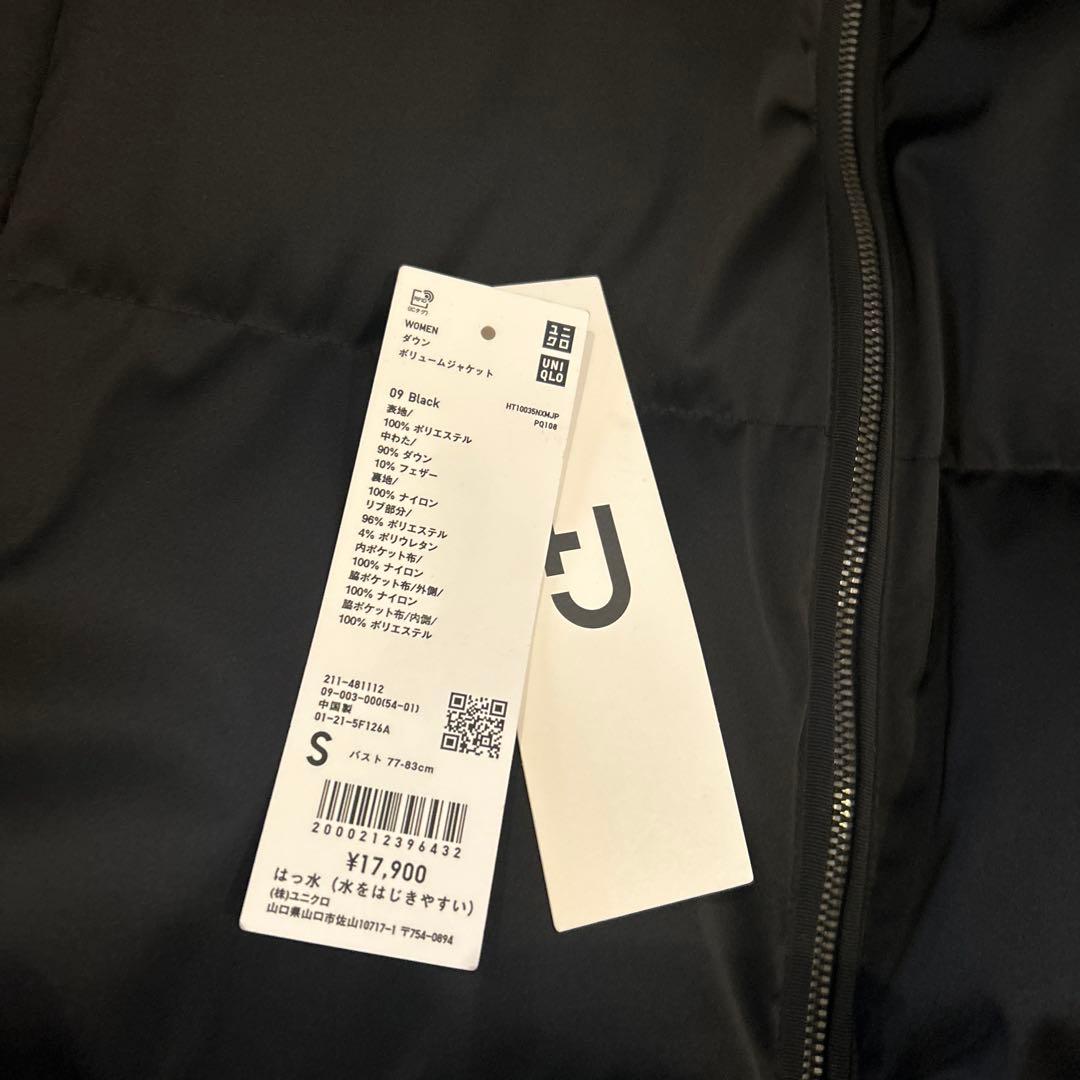 RFID
(ICタグ)
WOMEN
ダウン
ボリュームジャケット
ユニ
クロ
UNI
QLO
09 Black
HT10035NXMJP
PQ108
表地/
100% ポリエステル
中わた/
90% ダウン
10% フェザー
裏地/
100% ナイロン
リブ部分/
96% ポリエステル
4% ポリウレタン
内ポケット布/
100% ナイロン
脇ポケット布/外側/
100% ナイロン
脇ポケット布/内側/
100% ポリエステル
211-481112
09-003-000(54-01)
中国製
01-21-5F126A
S バスト 77-83cm
2000212396432
¥17,900
はっ水 (水をはじきやすい)
(株)ユニクロ
山口県山口市佐山10717-1 〒754-0894
+J